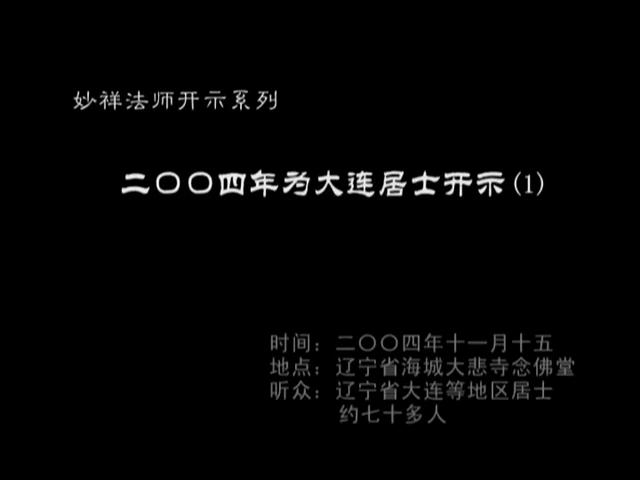 妙祥法师开示系列
二〇〇四年为大连居士开示(1)
时间：二〇〇四年十一月十五
地点：辽宁省海城大悲寺念佛堂
听众：辽宁省大连等地区居士
约七十多人